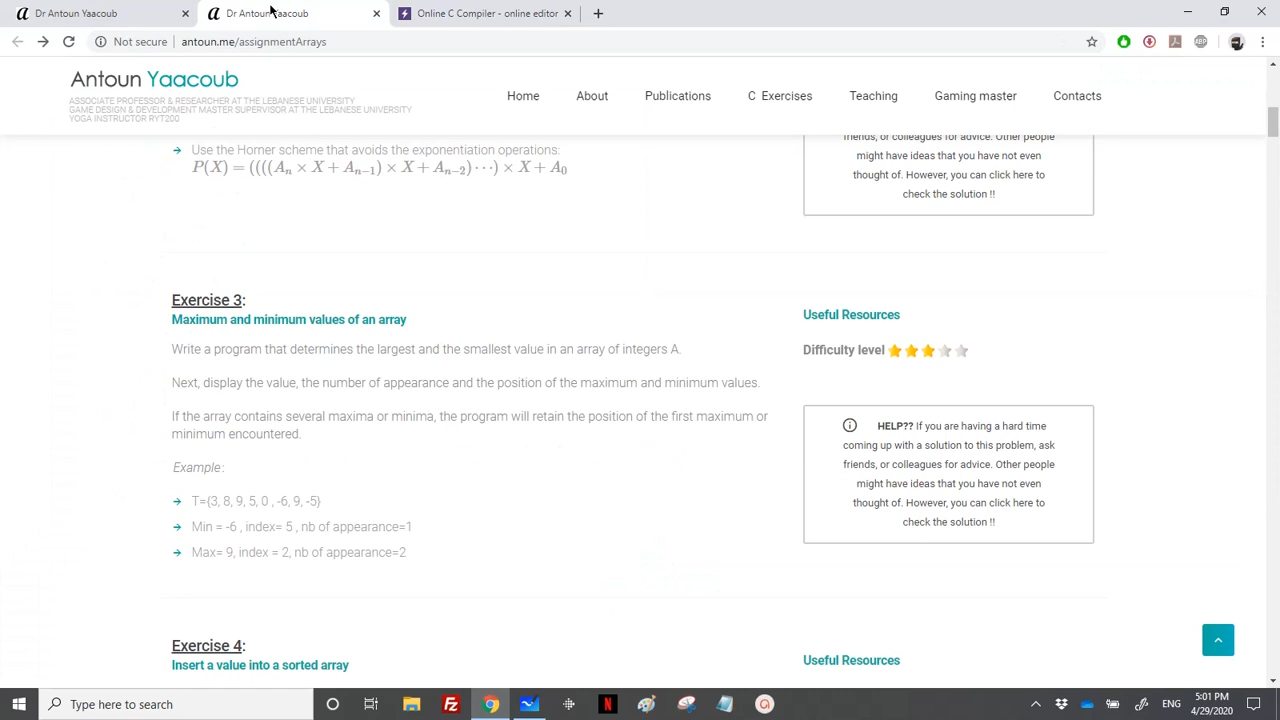 Dr Antoun Yaacoub
Dr Antoun Yaacoub
Online C Compiler - online editor
Not secure
antoun.me/assignmentArrays
Antoun Yaacoub
ASSOCIATE PROFESSOR & RESEARCHER AT THE LEBANESE UNIVERSITY
GAME DESIGN & DEVELOPMENT MASTER SUPERVISOR AT THE LEBANESE UNIVERSITY
YOGA INSTRUCTOR RYT200
Home
About
Publications
C Exercises
Teaching
Gaming master
Contacts
Use the Horner scheme that avoids the exponentiation operations:
P(X) = ((((Aₙ × X + Aₙ₋₁) × X + Aₙ₋₂) ⋯) × X + A₀
friends, or colleagues for advice. Other people
might have ideas that you have not even
thought of. However, you can click here to
check the solution !!
Exercise 3:
Maximum and minimum values of an array
Write a program that determines the largest and the smallest value in an array of integers A.
Next, display the value, the number of appearance and the position of the maximum and minimum values.
If the array contains several maxima or minima, the program will retain the position of the first maximum or
minimum encountered.
Example:
T={3, 8, 9, 5, 0 , -6, 9, -5}
Min = -6 , index= 5 , nb of appearance=1
Max= 9, index = 2, nb of appearance=2
Useful Resources
Difficulty level
HELP?? If you are having a hard time
coming up with a solution to this problem, ask
friends, or colleagues for advice. Other people
might have ideas that you have not even
thought of. However, you can click here to
check the solution !!
Exercise 4:
Insert a value into a sorted array
Useful Resources
Type here to search
ENG
5:01 PM
4/29/2020